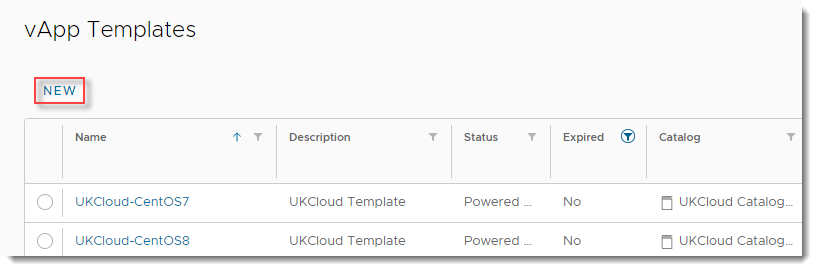 vApp Templates
NEW
Name Description Status Expired Catalog
UKCloud-CentOS7 UKCloud Template Powered ... No UKCloud Catalog...
UKCloud-CentOS8 UKCloud Template Powered ... No UKCloud Catalog...